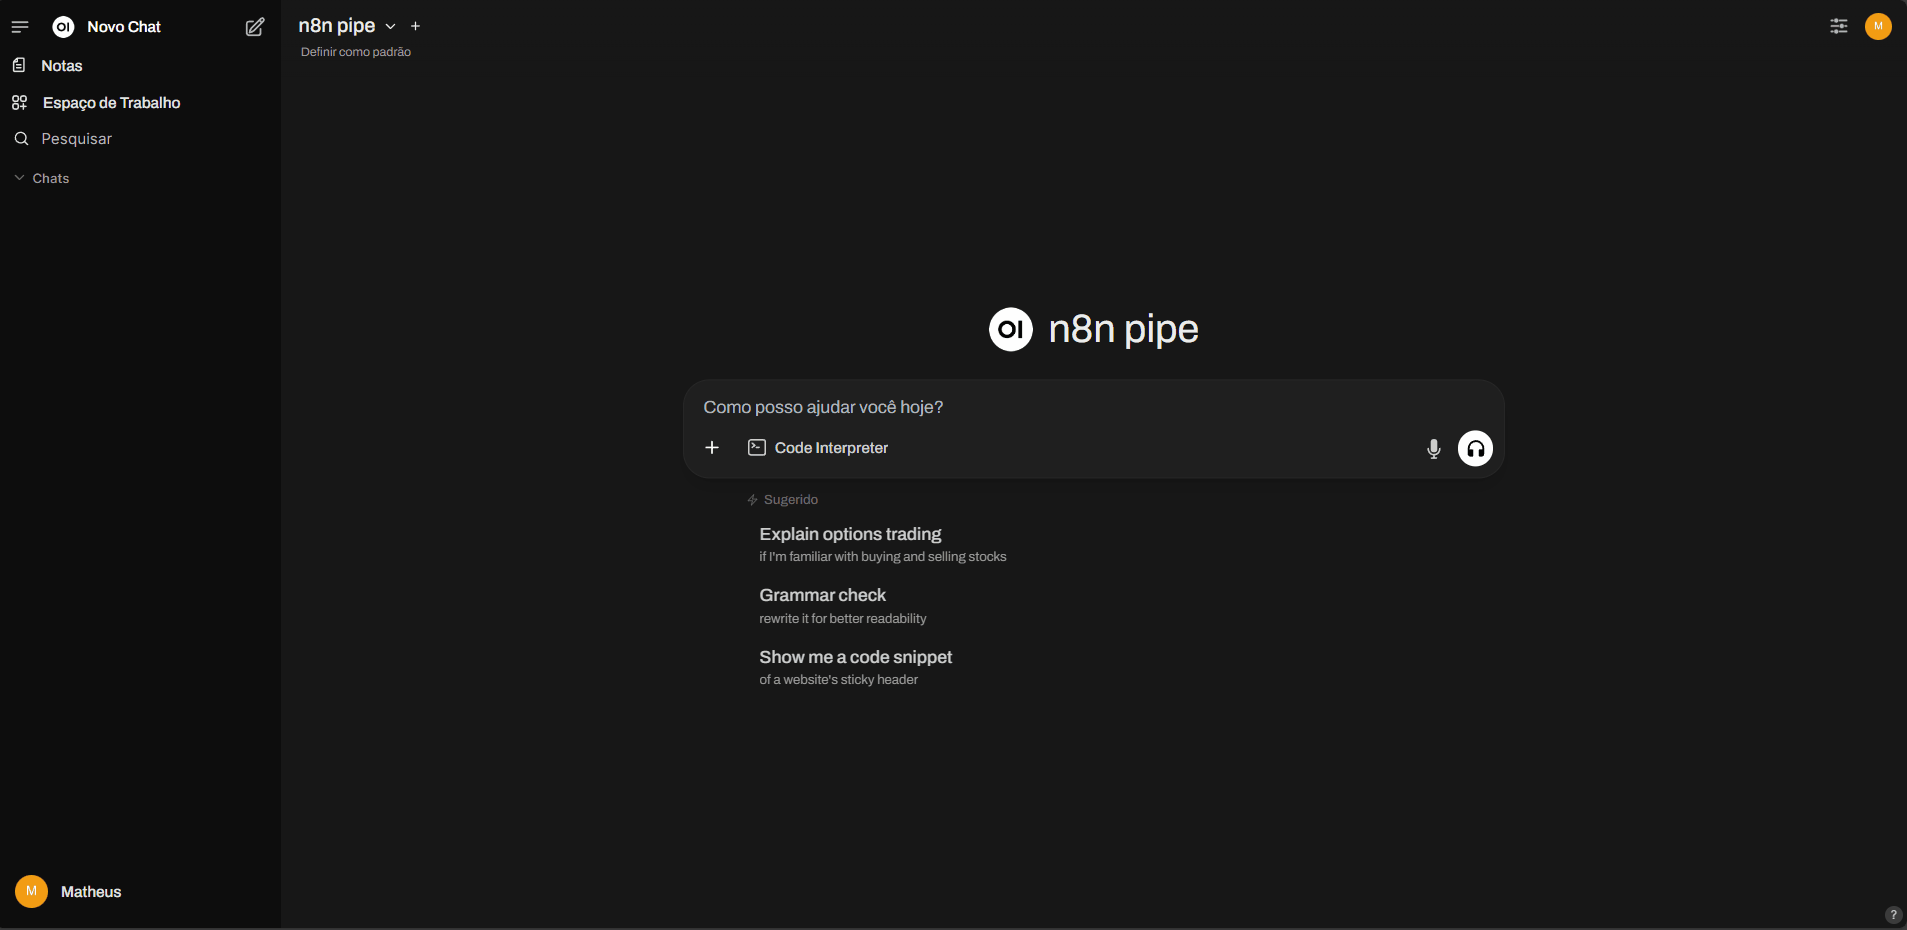 OI Novo Chat
Notas
Espaço de Trabalho
Pesquisar
Chats
M Matheus
n8n pipe
Definir como padrão
M
OI n8n pipe
Como posso ajudar você hoje?
Code Interpreter
Sugerido
Explain options trading
if I'm familiar with buying and selling stocks
Grammar check
rewrite it for better readability
Show me a code snippet
of a website's sticky header
?